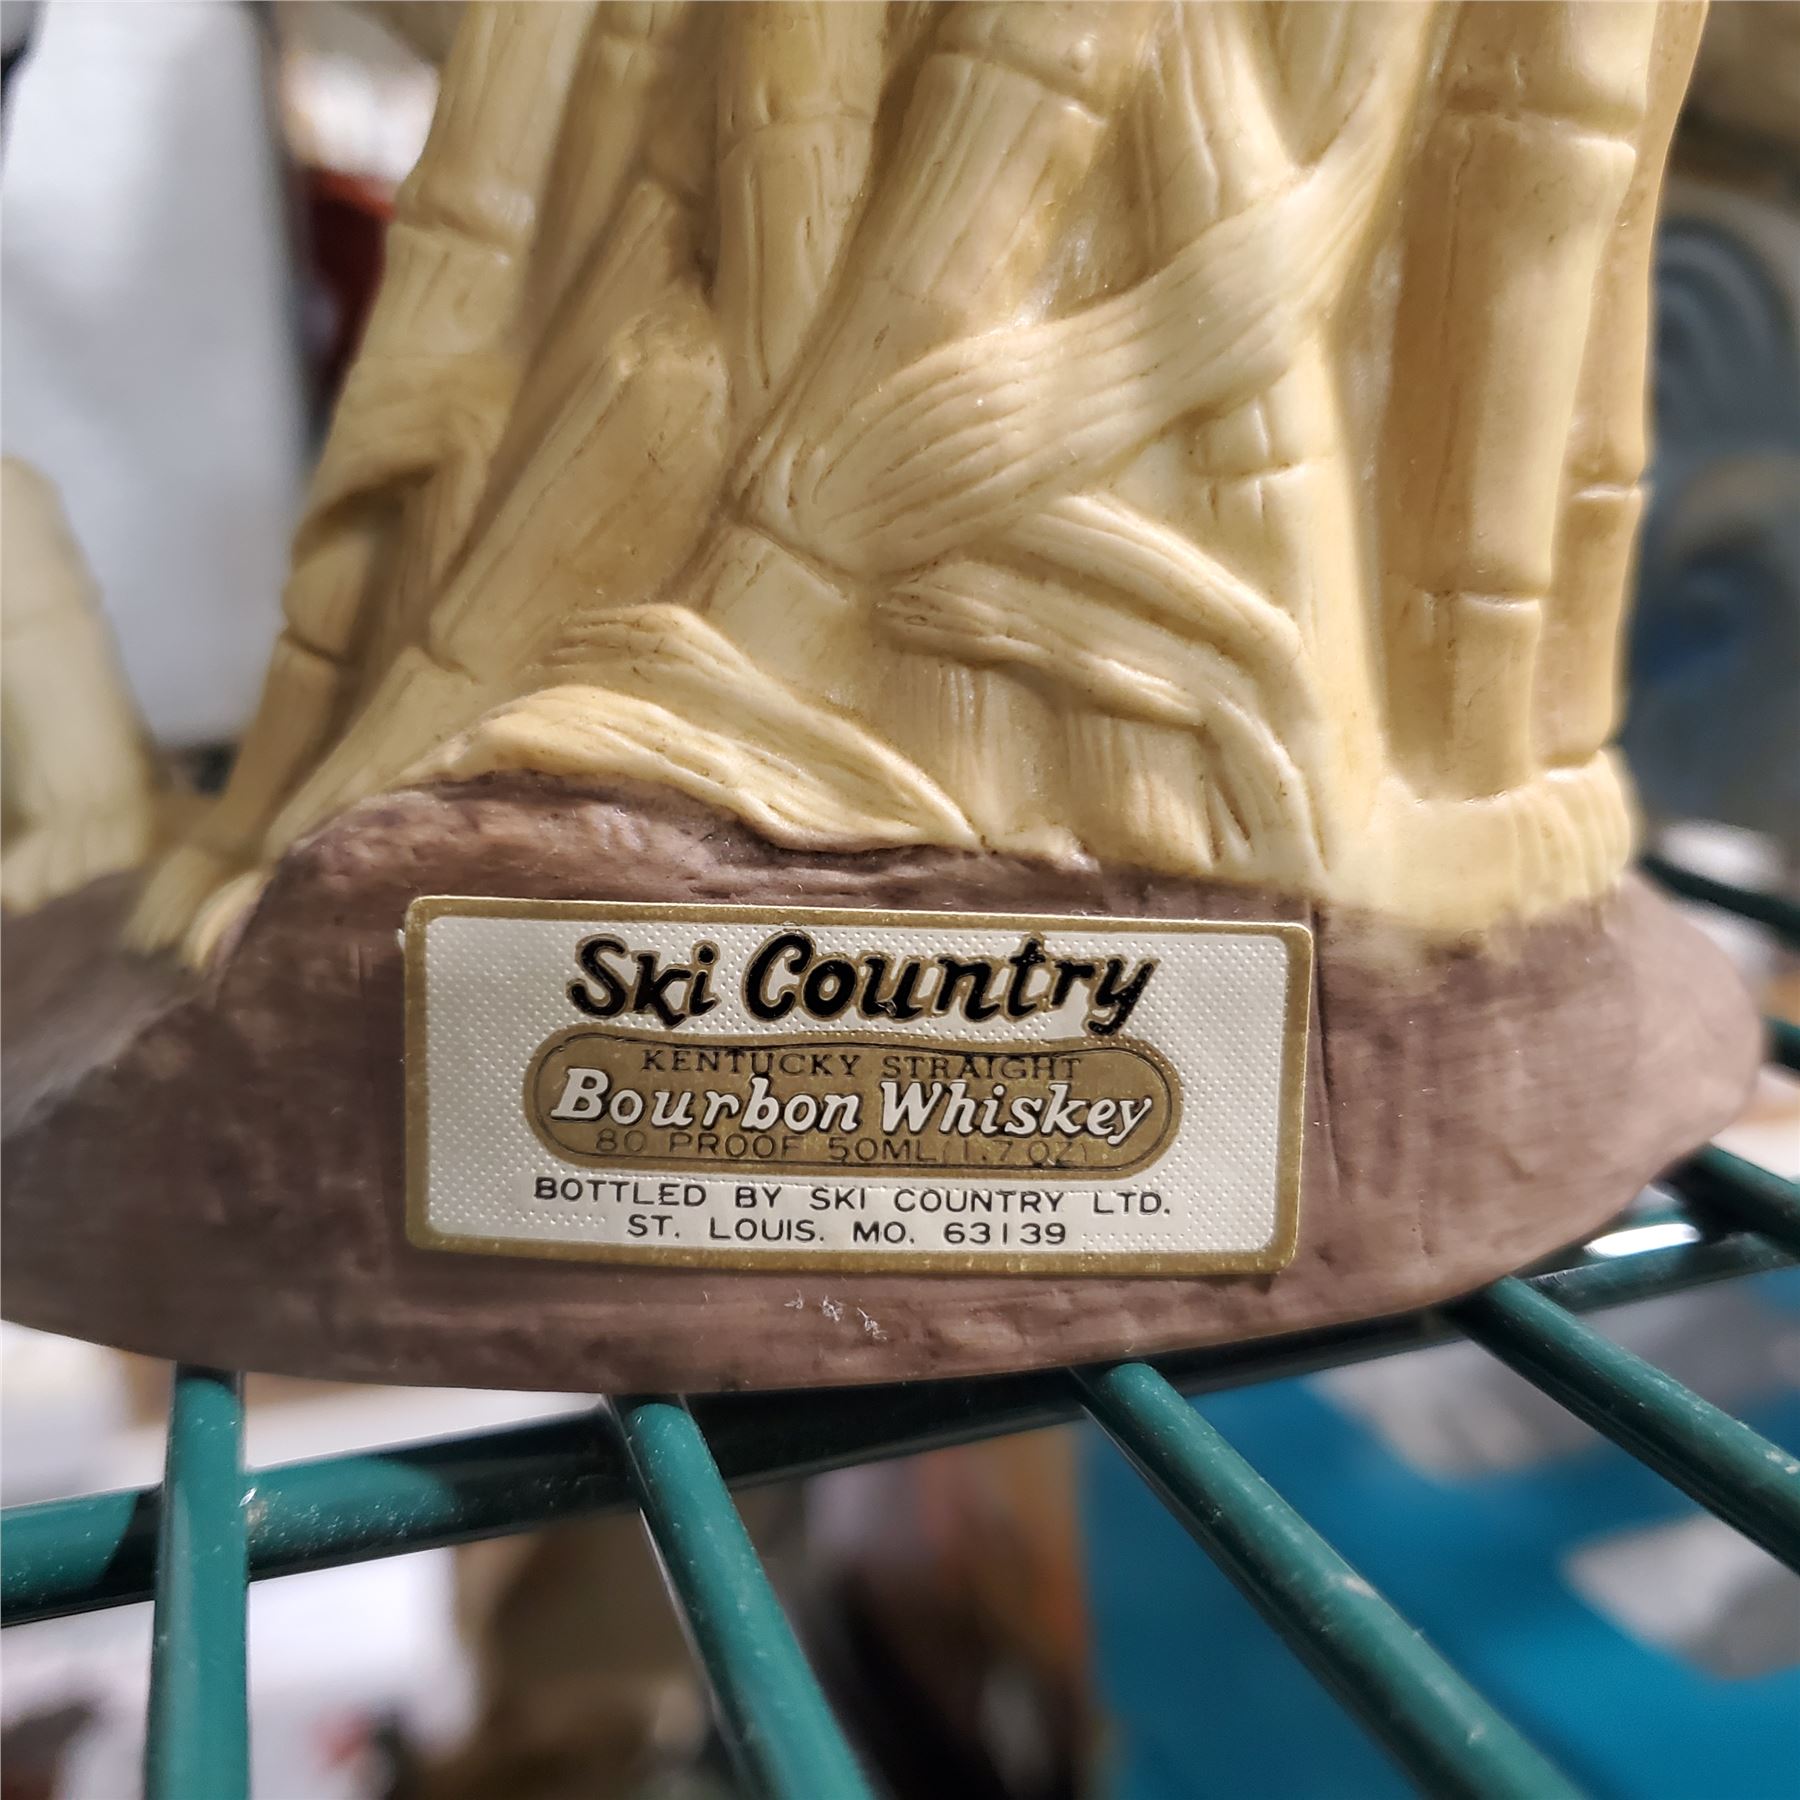 Ski Country
KENTUCKY STRAIGHT
Bourbon Whiskey
80 PROOF 50ML (1.7 OZ)
BOTTLED BY SKI COUNTRY LTD.
ST. LOUIS. MO. 63139